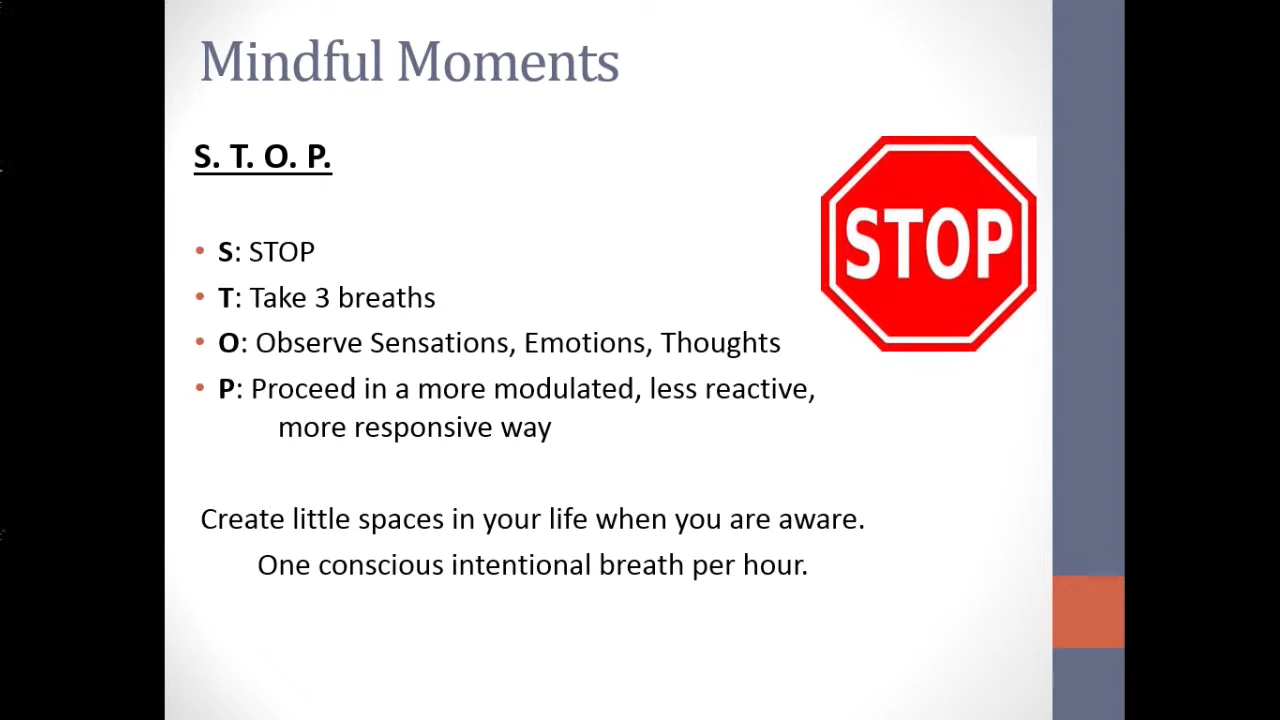 Mindful Moments
S. T. O. P.
STOP
• S: STOP
• T: Take 3 breaths
• O: Observe Sensations, Emotions, Thoughts
• P: Proceed in a more modulated, less reactive,
more responsive way
Create little spaces in your life when you are aware.
One conscious intentional breath per hour.